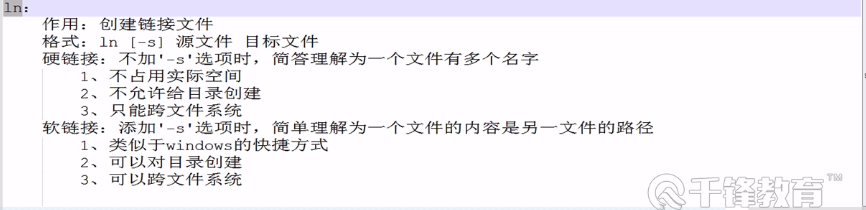 ln:
作用：创建链接文件
格式：ln [-s] 源文件 目标文件
硬链接：不加'-s'选项时，简答理解为一个文件有多个名字
1、不占用实际空间
2、不允许给目录创建
3、只能跨文件系统
软链接：添加'-s'选项时，简单理解为一个文件的内容是另一文件的路径
1、类似于windows的快捷方式
2、可以对目录创建
3、可以跨文件系统
千锋教育™